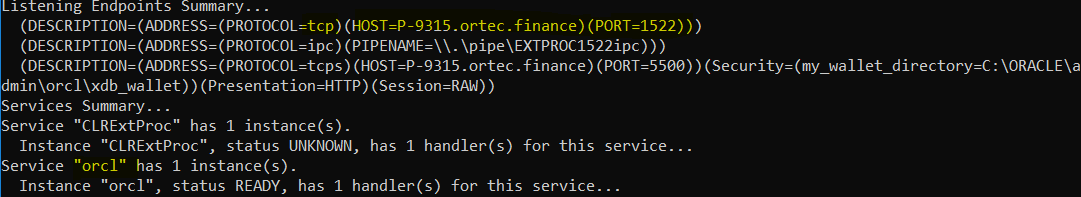 Listening Endpoints Summary...
  (DESCRIPTION=(ADDRESS=(PROTOCOL=tcp)(HOST=P-9315.ortec.finance)(PORT=1522)))
  (DESCRIPTION=(ADDRESS=(PROTOCOL=ipc)(PIPENAME=\\.\pipe\EXTPROC1522ipc)))
  (DESCRIPTION=(ADDRESS=(PROTOCOL=tcps)(HOST=P-9315.ortec.finance)(PORT=5500))(Security=(my_wallet_directory=C:\ORACLE\a
dmin\orcl\xdb_wallet))(Presentation=HTTP)(Session=RAW))
Services Summary...
Service "CLRExtProc" has 1 instance(s).
  Instance "CLRExtProc", status UNKNOWN, has 1 handler(s) for this service...
Service "orcl" has 1 instance(s).
  Instance "orcl", status READY, has 1 handler(s) for this service...